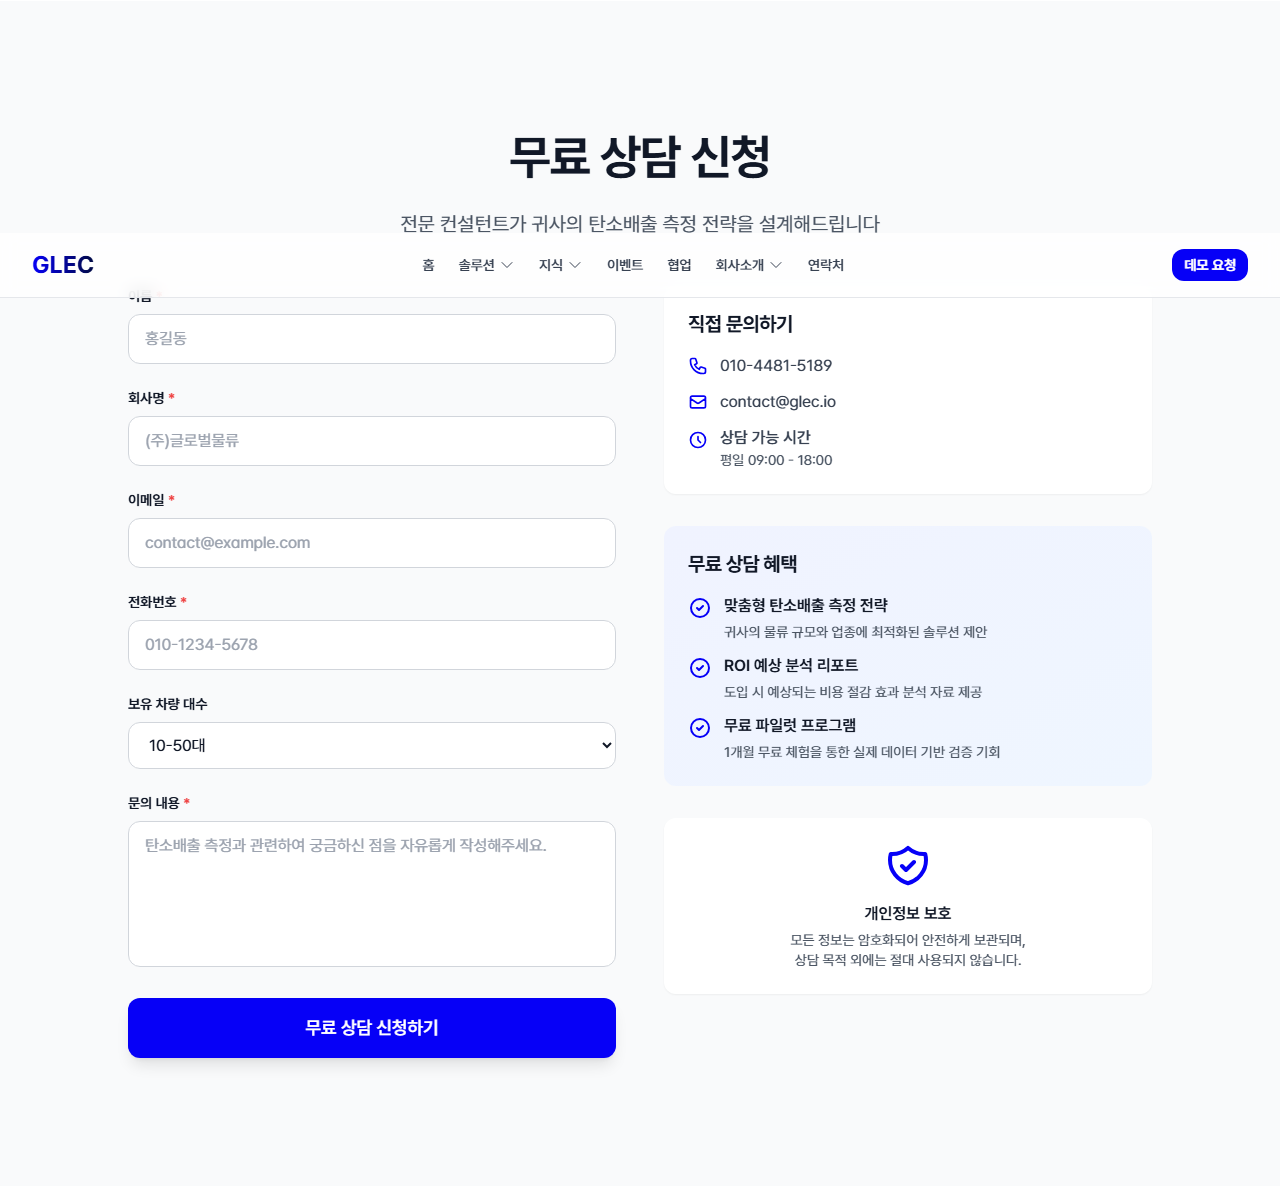 무료 상담 신청
전문 컨설턴트가 귀사의 탄소배출 측정 전략을 설계해드립니다
GLEC
홈
솔루션
지식
이벤트
협업
회사소개
연락처
데모 요청
이름 *
홍길동
회사명 *
(주)글로벌물류
이메일 *
contact@example.com
전화번호 *
010-1234-5678
보유 차량 대수
10-50대
문의 내용 *
탄소배출 측정과 관련하여 궁금하신 점을 자유롭게 작성해주세요.
무료 상담 신청하기
직접 문의하기
010-4481-5189
contact@glec.io
상담 가능 시간
평일 09:00 - 18:00
무료 상담 혜택
맞춤형 탄소배출 측정 전략
귀사의 물류 규모와 업종에 최적화된 솔루션 제안
ROI 예상 분석 리포트
도입 시 예상되는 비용 절감 효과 분석 자료 제공
무료 파일럿 프로그램
1개월 무료 체험을 통한 실제 데이터 기반 검증 기회
개인정보 보호
모든 정보는 암호화되어 안전하게 보관되며,
상담 목적 외에는 절대 사용되지 않습니다.